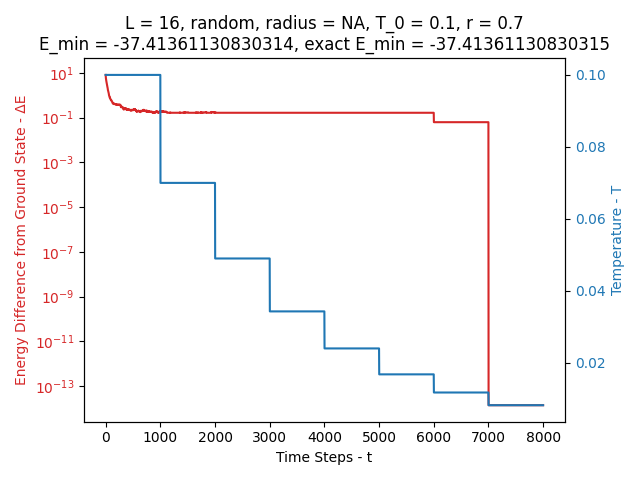 L = 16, random, radius = NA, T_0 = 0.1, r = 0.7
E_min = -37.41361130830314, exact E_min = -37.41361130830315
Energy Difference from Ground State - ΔE
10¹
10⁻¹
10⁻³
10⁻⁵
10⁻⁷
10⁻⁹
10⁻¹¹
10⁻¹³
0.10
0.08
0.06
0.04
0.02
Temperature - T
0 1000 2000 3000 4000 5000 6000 7000 8000
Time Steps - t